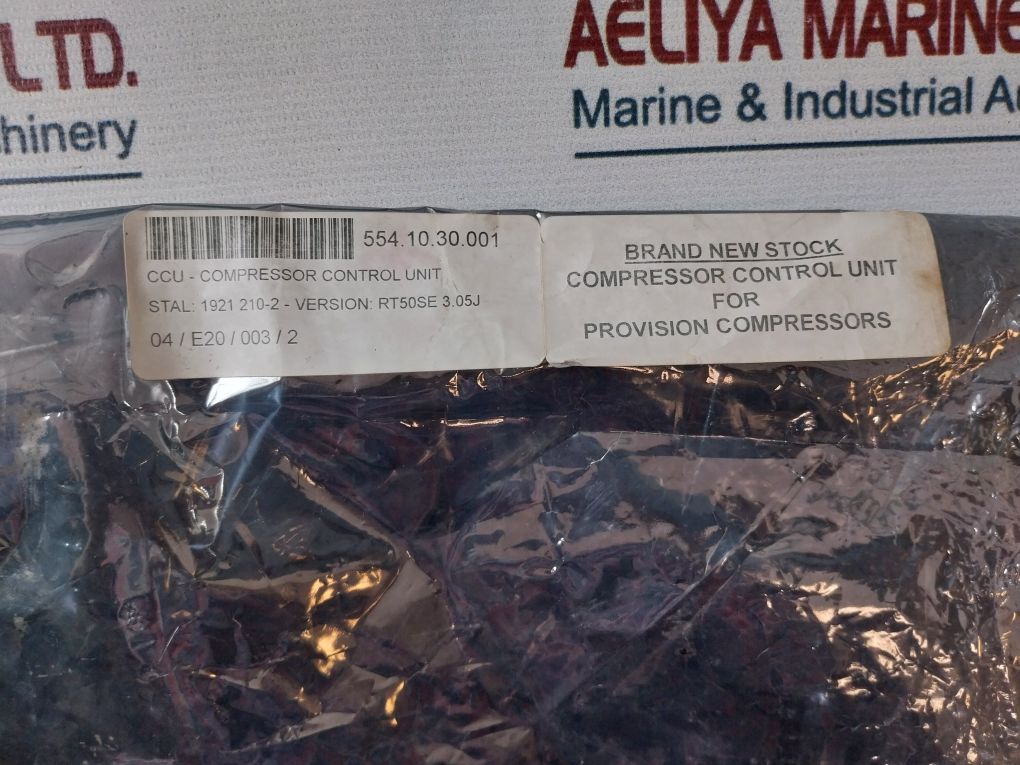 LTD.
hinery
AELIYA MARINE
Marine & Industrial Au
554.10.30.001
CCU - COMPRESSOR CONTROL UNIT
STAL: 1921 210-2 - VERSION: RT50SE 3.05J
04 / E20 / 003 / 2
BRAND NEW STOCK
COMPRESSOR CONTROL UNIT
FOR
PROVISION COMPRESSORS